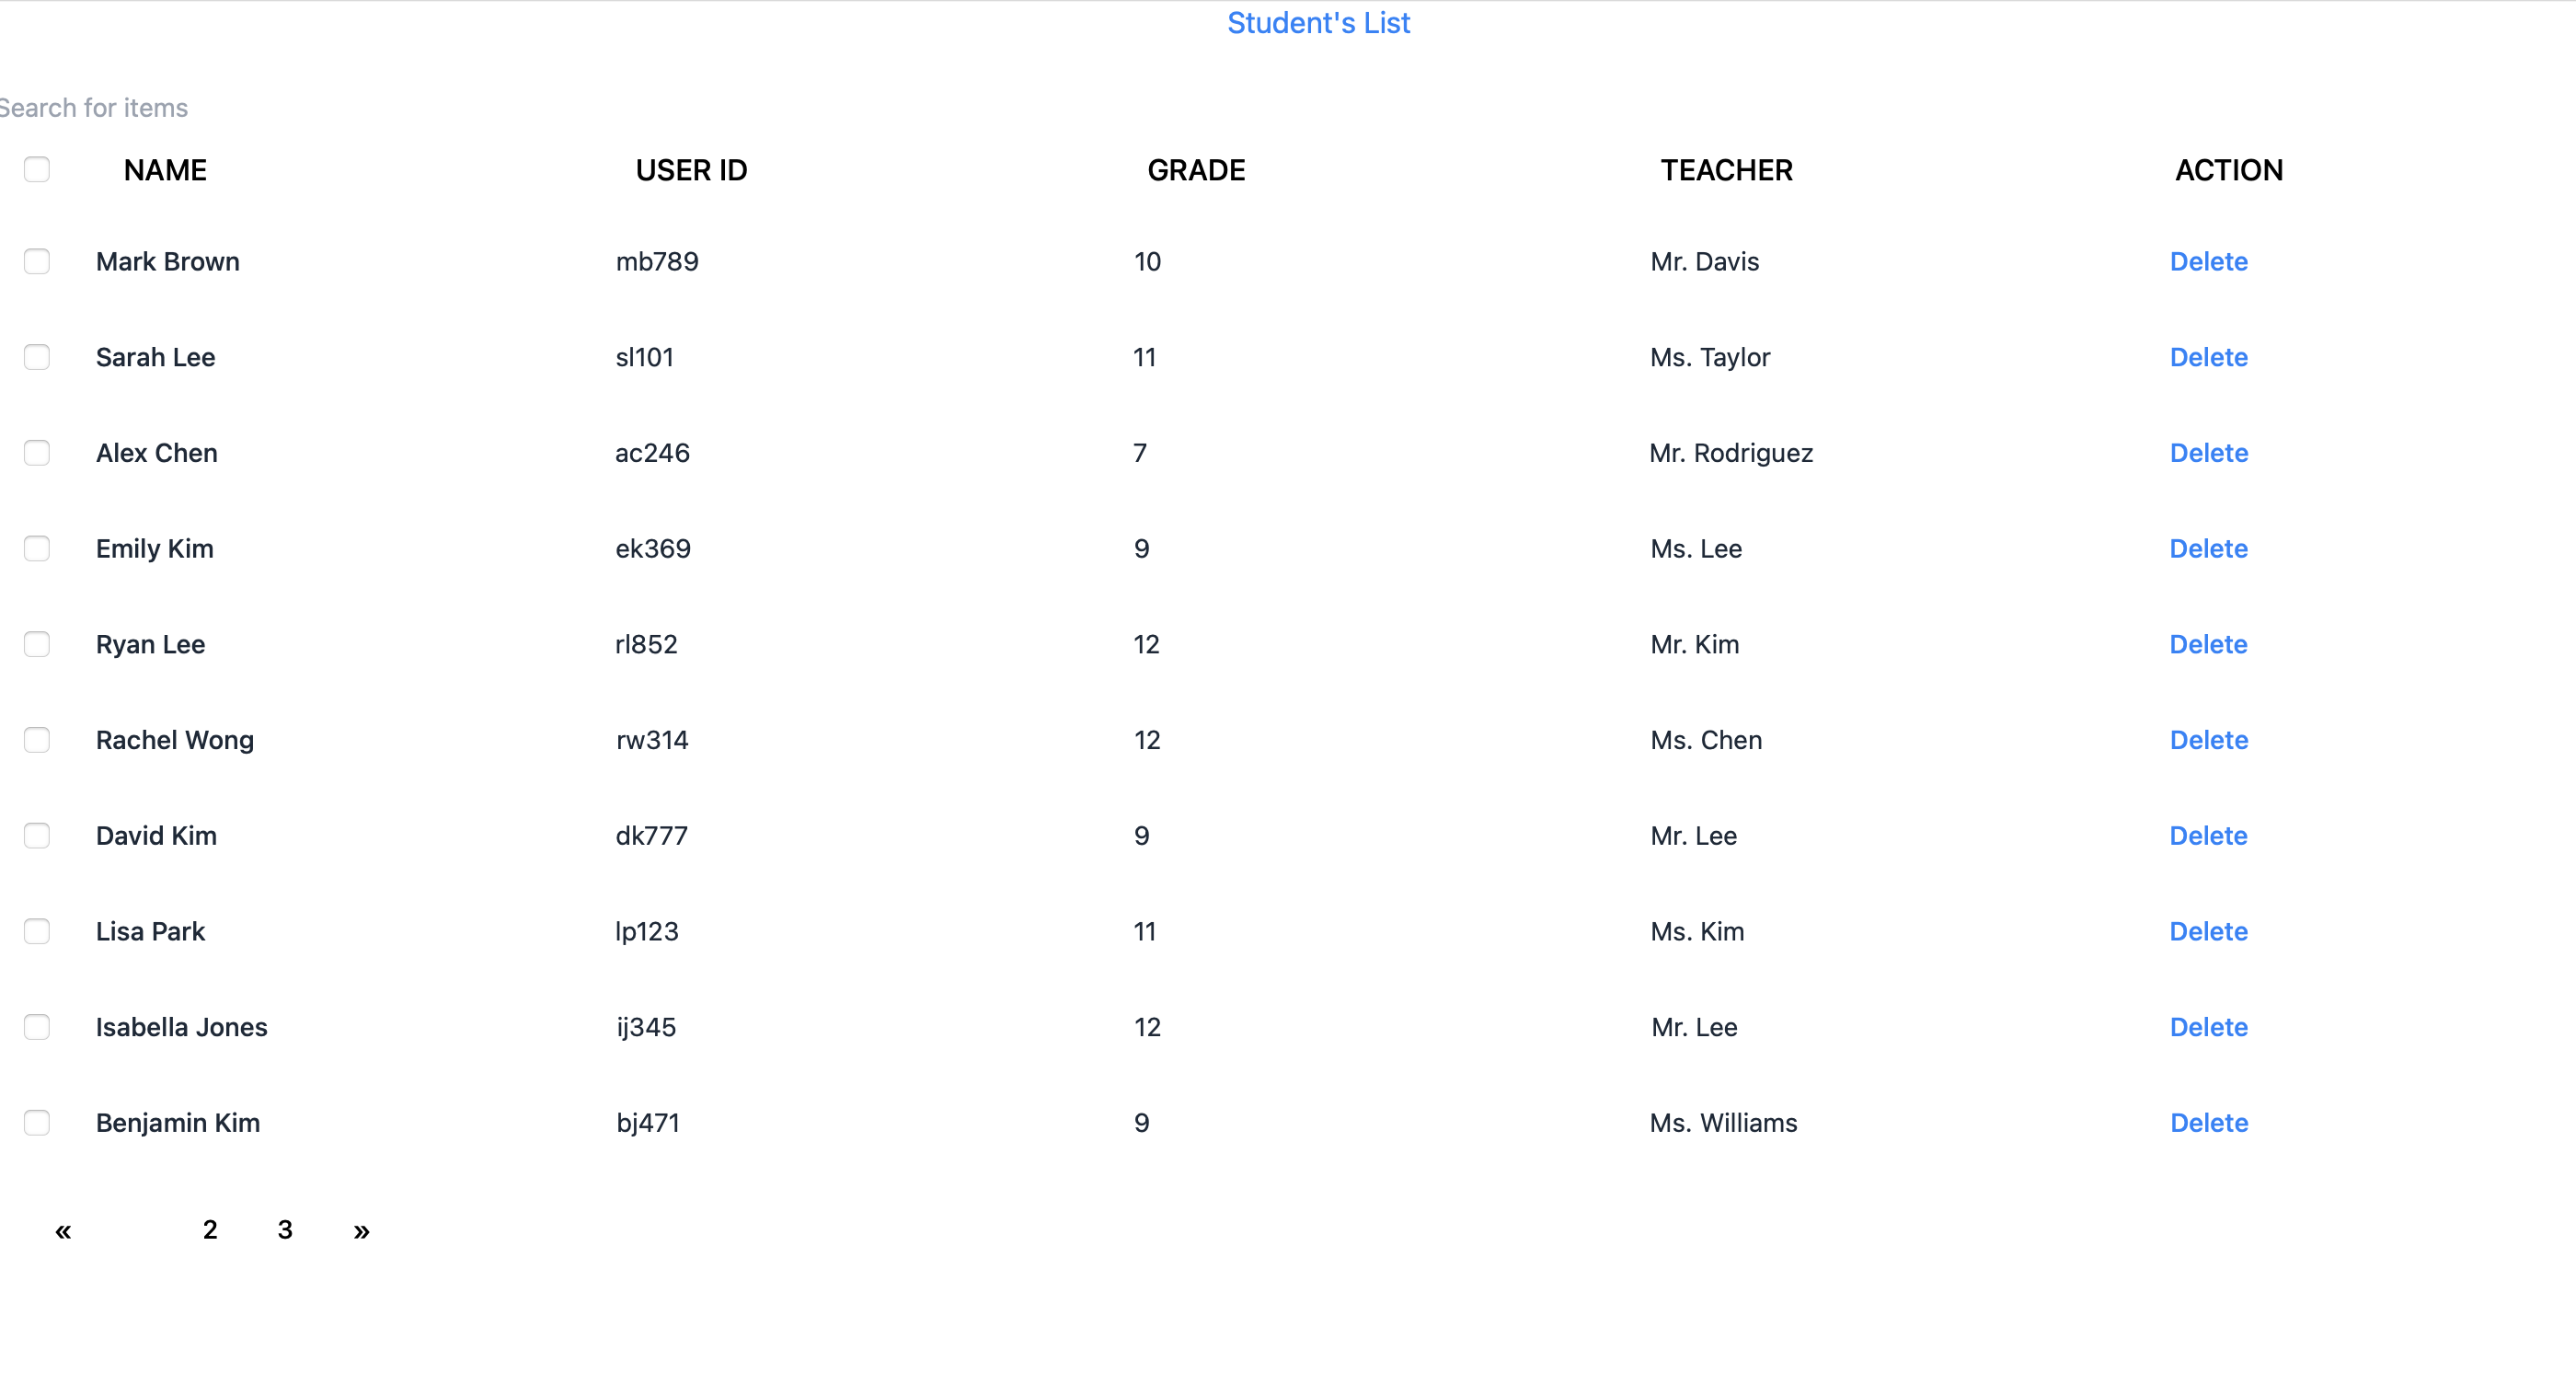 Student's List
Search for items
NAME USER ID GRADE TEACHER ACTION
Mark Brown mb789 10 Mr. Davis Delete
Sarah Lee sl101 11 Ms. Taylor Delete
Alex Chen ac246 7 Mr. Rodriguez Delete
Emily Kim ek369 9 Ms. Lee Delete
Ryan Lee rl852 12 Mr. Kim Delete
Rachel Wong rw314 12 Ms. Chen Delete
David Kim dk777 9 Mr. Lee Delete
Lisa Park lp123 11 Ms. Kim Delete
Isabella Jones ij345 12 Mr. Lee Delete
Benjamin Kim bj471 9 Ms. Williams Delete
« 2 3 »